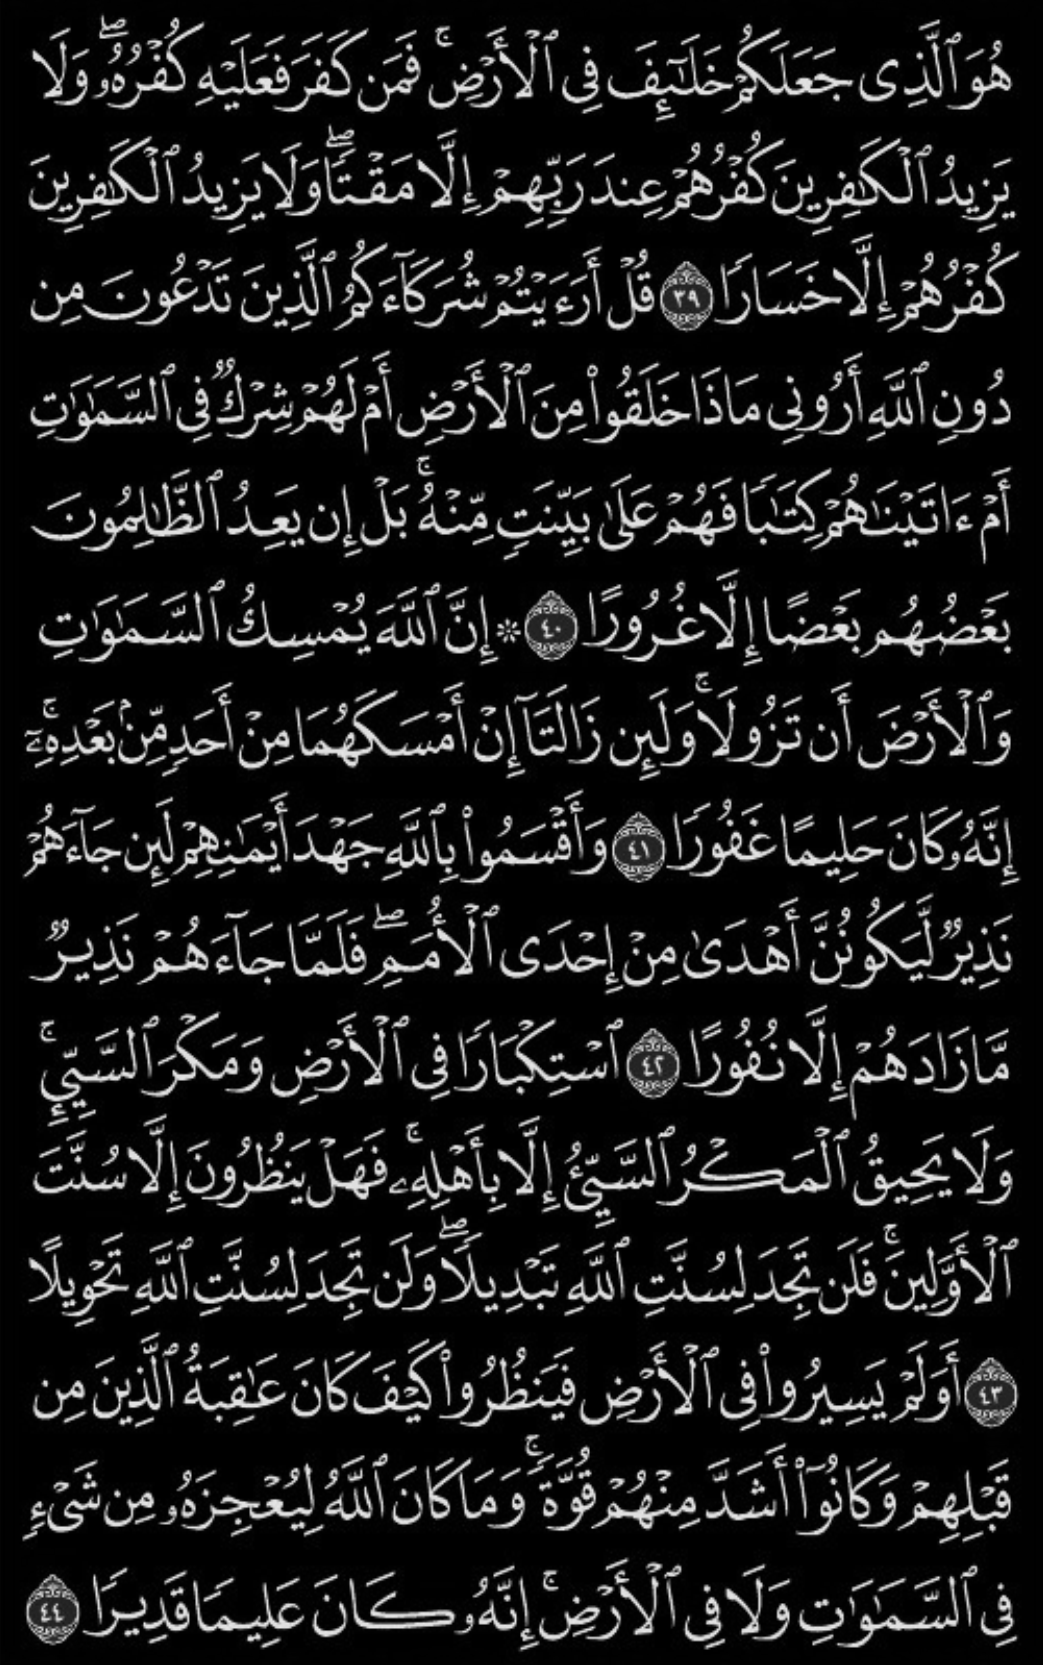 هُوَ ٱلَّذِى جَعَلَكُمْ خَلَـٰٓئِفَ فِى ٱلْأَرْضِ ۚ فَمَن كَفَرَ فَعَلَيْهِ كُفْرُهُۥ ۖ وَلَا
يَزِيدُ ٱلْكَـٰفِرِينَ كُفْرُهُمْ عِندَ رَبِّهِمْ إِلَّا مَقْتًا ۖ وَلَا يَزِيدُ ٱلْكَـٰفِرِينَ
كُفْرُهُمْ إِلَّا خَسَارًا ٣٩ قُلْ أَرَءَيْتُمْ شُرَكَآءَكُمُ ٱلَّذِينَ تَدْعُونَ مِن
دُونِ ٱللَّهِ أَرُونِى مَاذَا خَلَقُوا۟ مِنَ ٱلْأَرْضِ أَمْ لَهُمْ شِرْكٌ فِى ٱلسَّمَـٰوَٰتِ
أَمْ ءَاتَيْنَـٰهُمْ كِتَـٰبًا فَهُمْ عَلَىٰ بَيِّنَتٍ مِّنْهُ ۚ بَلْ إِن يَعِدُ ٱلظَّـٰلِمُونَ
بَعْضُهُم بَعْضًا إِلَّا غُرُورًا ٤٠ ۞ إِنَّ ٱللَّهَ يُمْسِكُ ٱلسَّمَـٰوَٰتِ
وَٱلْأَرْضَ أَن تَزُولَا ۚ وَلَئِن زَالَتَآ إِنْ أَمْسَكَهُمَا مِنْ أَحَدٍ مِّنۢ بَعْدِهِۦٓ ۚ
إِنَّهُۥ كَانَ حَلِيمًا غَفُورًا ٤١ وَأَقْسَمُوا۟ بِٱللَّهِ جَهْدَ أَيْمَـٰنِهِمْ لَئِن جَآءَهُمْ
نَذِيرٌ لَّيَكُونُنَّ أَهْدَىٰ مِنْ إِحْدَى ٱلْأُمَمِ ۖ فَلَمَّا جَآءَهُمْ نَذِيرٌ
مَّا زَادَهُمْ إِلَّا نُفُورًا ٤٢ ٱسْتِكْبَارًا فِى ٱلْأَرْضِ وَمَكْرَ ٱلسَّيِّئِ ۚ
وَلَا يَحِيقُ ٱلْمَكْرُ ٱلسَّيِّئُ إِلَّا بِأَهْلِهِۦ ۚ فَهَلْ يَنظُرُونَ إِلَّا سُنَّتَ
ٱلْأَوَّلِينَ ۚ فَلَن تَجِدَ لِسُنَّتِ ٱللَّهِ تَبْدِيلًا ۖ وَلَن تَجِدَ لِسُنَّتِ ٱللَّهِ تَحْوِيلًا
٤٣ أَوَلَمْ يَسِيرُوا۟ فِى ٱلْأَرْضِ فَيَنظُرُوا۟ كَيْفَ كَانَ عَـٰقِبَةُ ٱلَّذِينَ مِن
قَبْلِهِمْ وَكَانُوٓا۟ أَشَدَّ مِنْهُمْ قُوَّةً ۚ وَمَا كَانَ ٱللَّهُ لِيُعْجِزَهُۥ مِن شَىْءٍ
فِى ٱلسَّمَـٰوَٰتِ وَلَا فِى ٱلْأَرْضِ ۚ إِنَّهُۥ كَانَ عَلِيمًا قَدِيرًا ٤٤